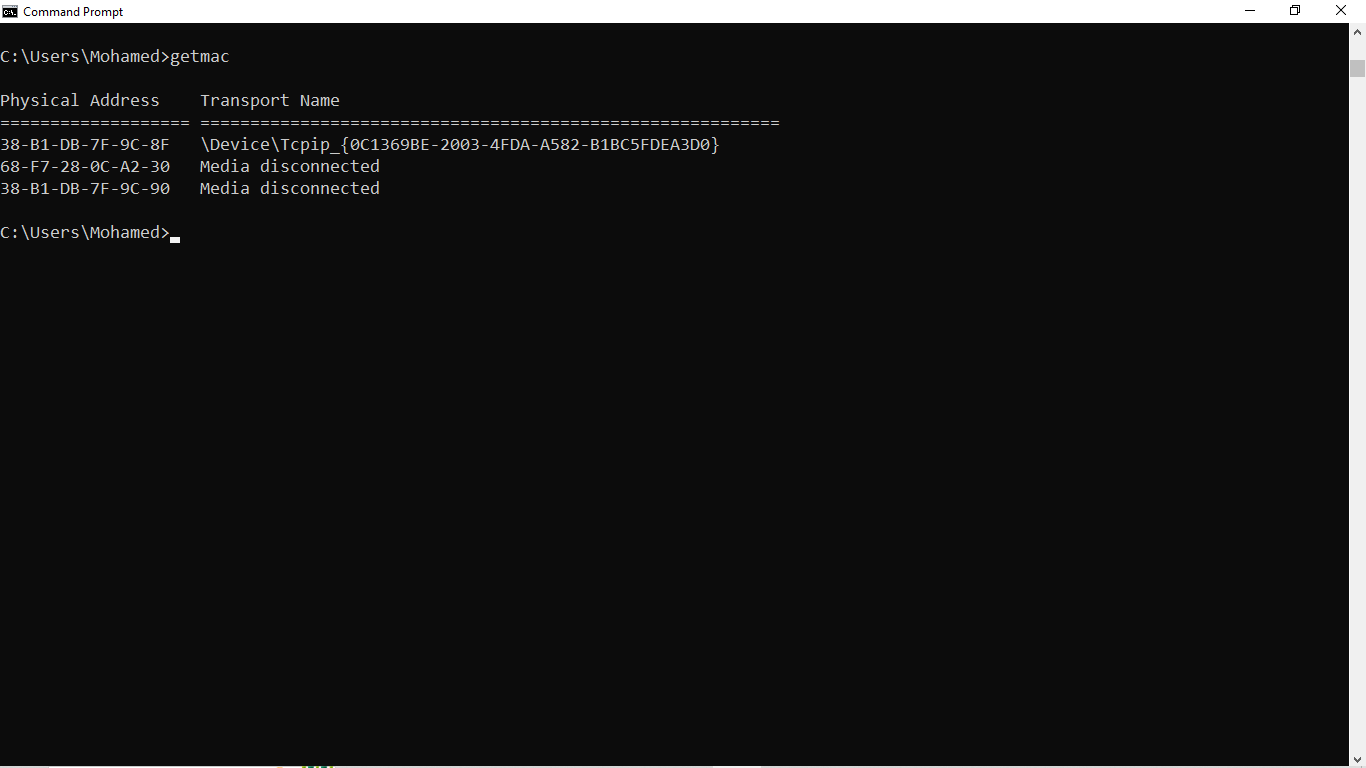 Command Prompt
C:\Users\Mohamed>getmac
Physical Address    Transport Name
=================== ==========================================================
38-B1-DB-7F-9C-8F   \Device\Tcpip_{0C1369BE-2003-4FDA-A582-B1BC5FDEA3D0}
68-F7-28-0C-A2-30   Media disconnected
38-B1-DB-7F-9C-90   Media disconnected
C:\Users\Mohamed>